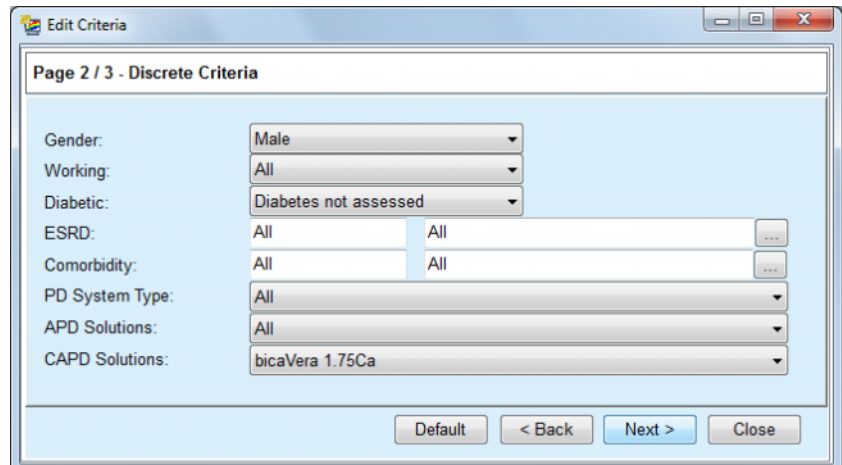 Edit Criteria
Page 2 / 3 - Discrete Criteria
Gender: Male
Working: All
Diabetic: Diabetes not assessed
ESRD: All All ...
Comorbidity: All All ...
PD System Type: All
APD Solutions: All
CAPD Solutions: bicaVera 1.75Ca
Default < Back Next > Close